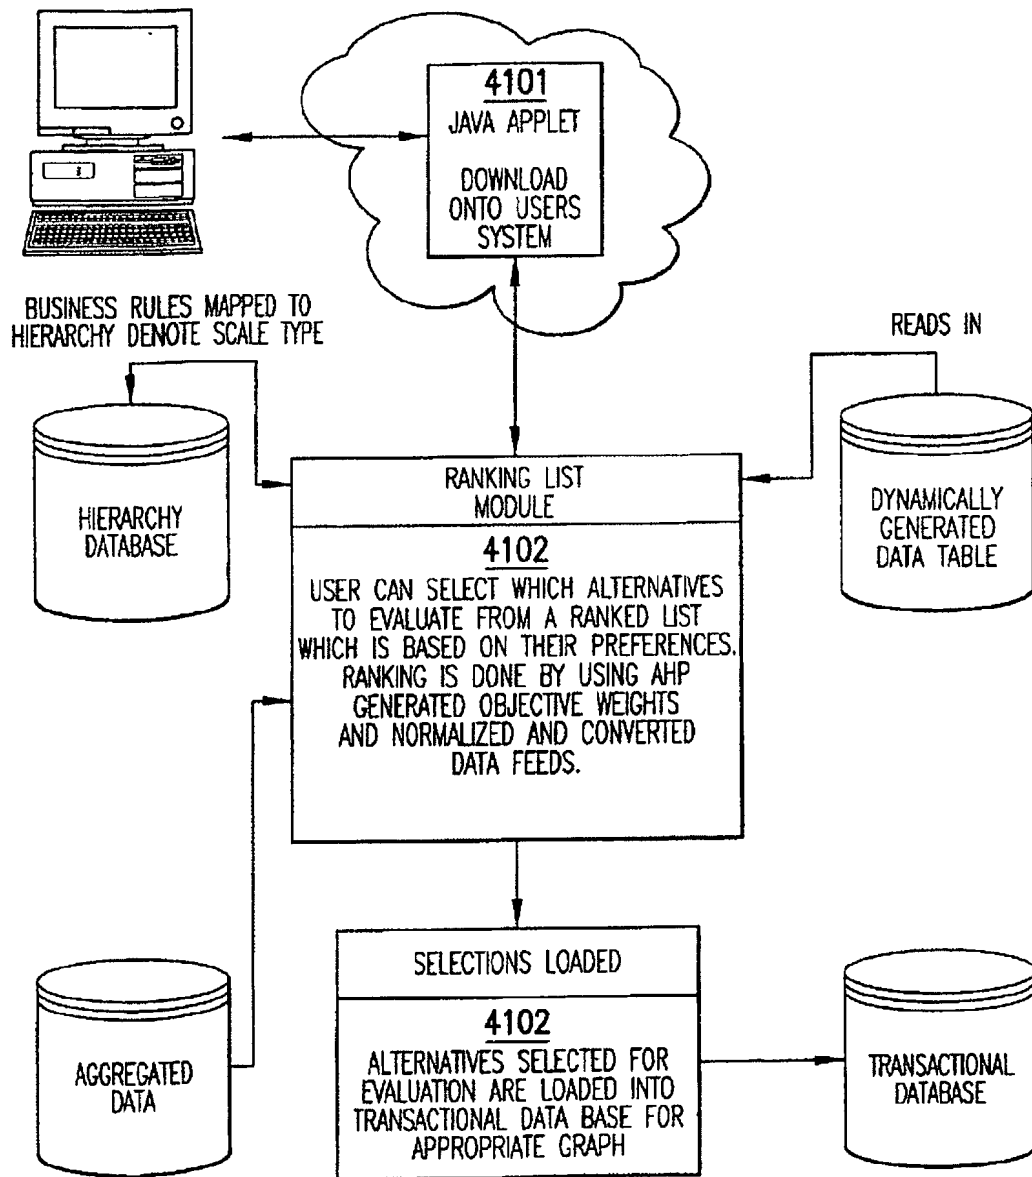 4101
JAVA APPLET
DOWNLOAD
ONTO USERS
SYSTEM
BUSINESS RULES MAPPED TO
HIERARCHY DENOTE SCALE TYPE
READS IN
HIERARCHY
DATABASE
RANKING LIST
MODULE
4102
USER CAN SELECT WHICH ALTERNATIVES
TO EVALUATE FROM A RANKED LIST
WHICH IS BASED ON THEIR PREFERENCES.
RANKING IS DONE BY USING AHP
GENERATED OBJECTIVE WEIGHTS
AND NORMALIZED AND CONVERTED
DATA FEEDS.
DYNAMICALLY
GENERATED
DATA TABLE
AGGREGATED
DATA
SELECTIONS LOADED
4102
ALTERNATIVES SELECTED FOR
EVALUATION ARE LOADED INTO
TRANSACTIONAL DATA BASE FOR
APPROPRIATE GRAPH
TRANSACTIONAL
DATABASE